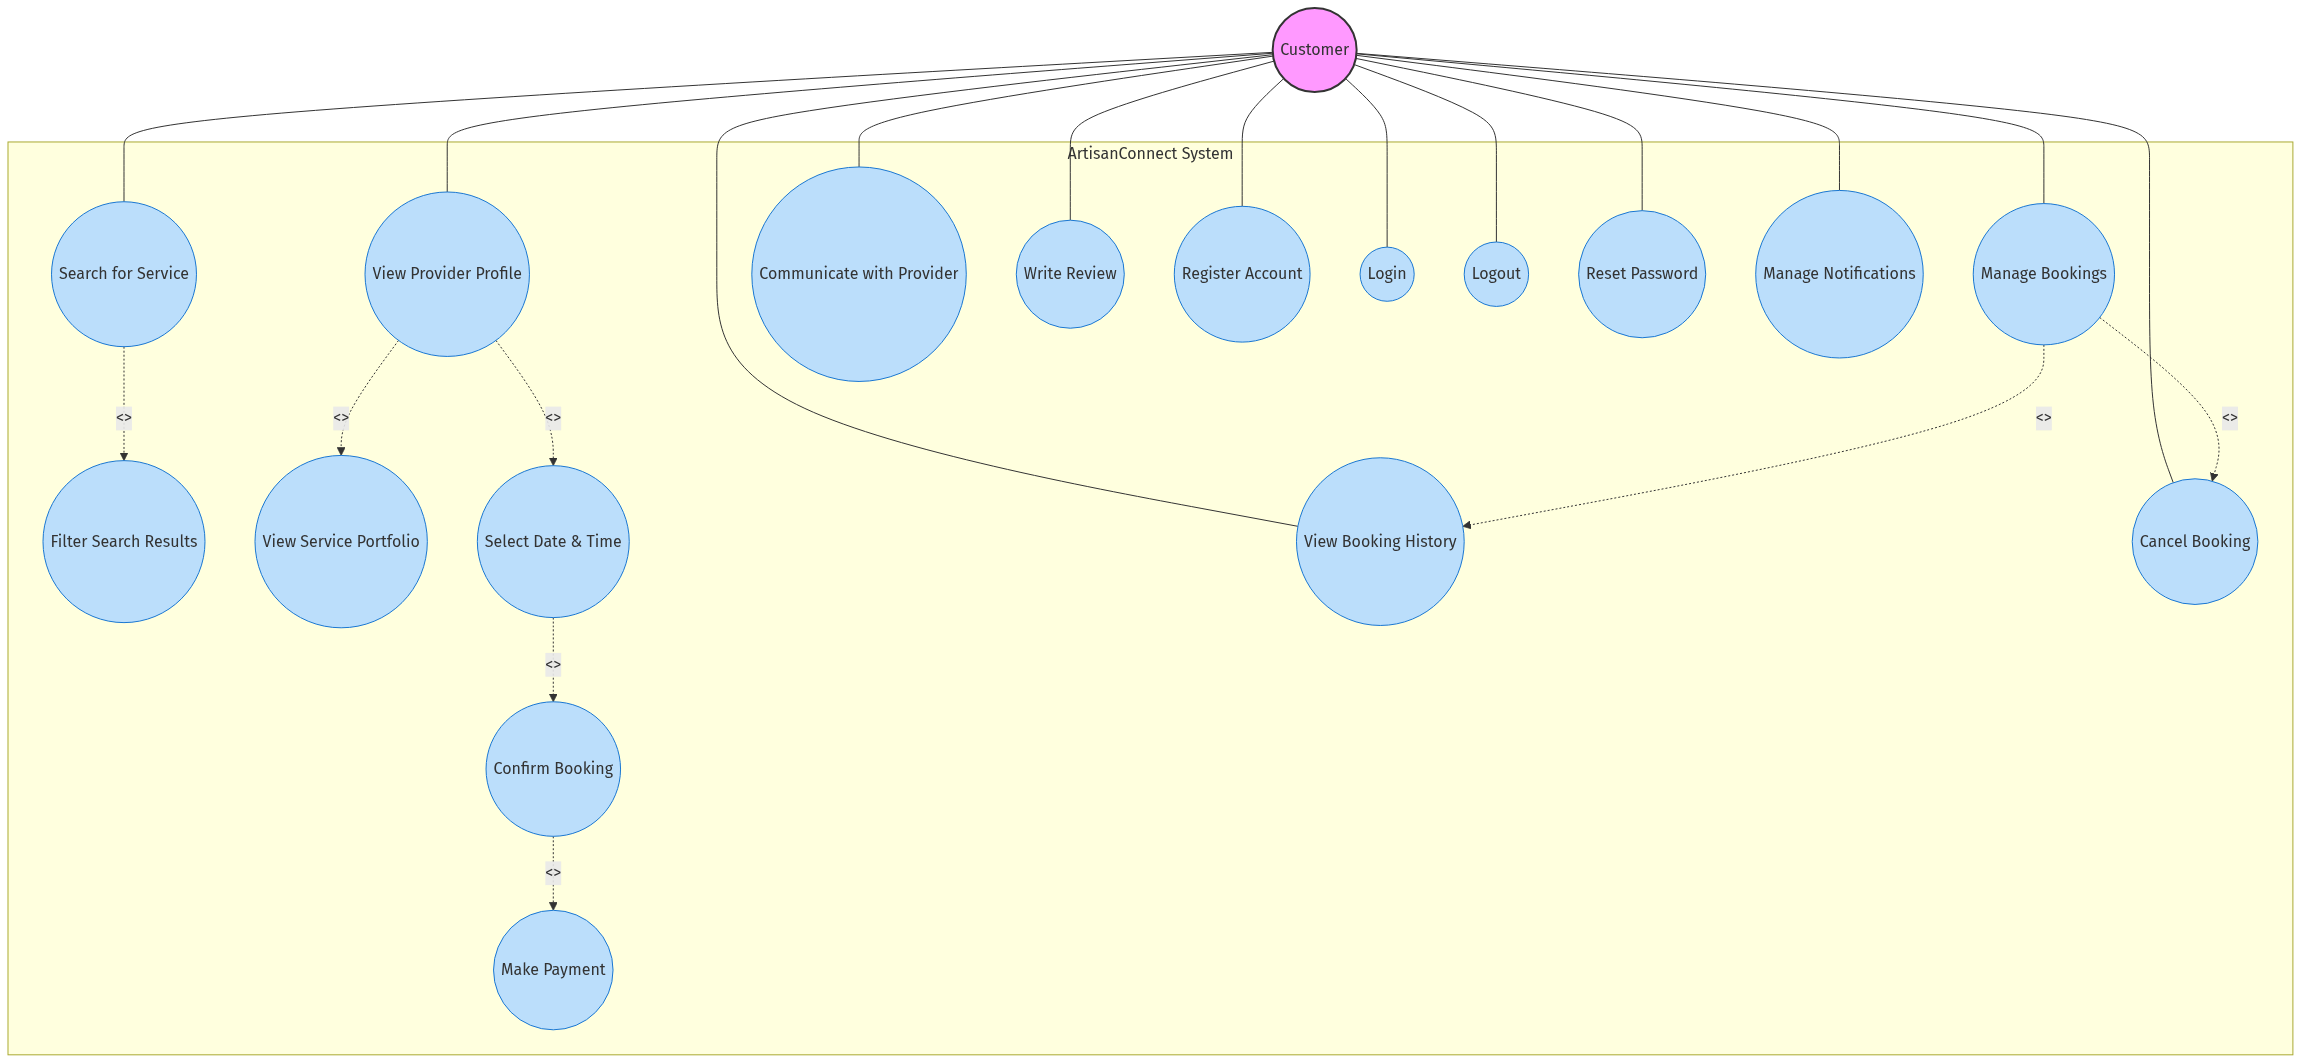 Customer
ArtisanConnect System
Search for Service
View Provider Profile
Communicate with Provider
Write Review
Register Account
Login
Logout
Reset Password
Manage Notifications
Manage Bookings
<>
<>
<>
<>
<>
Filter Search Results
View Service Portfolio
Select Date & Time
View Booking History
Cancel Booking
<>
Confirm Booking
<>
Make Payment